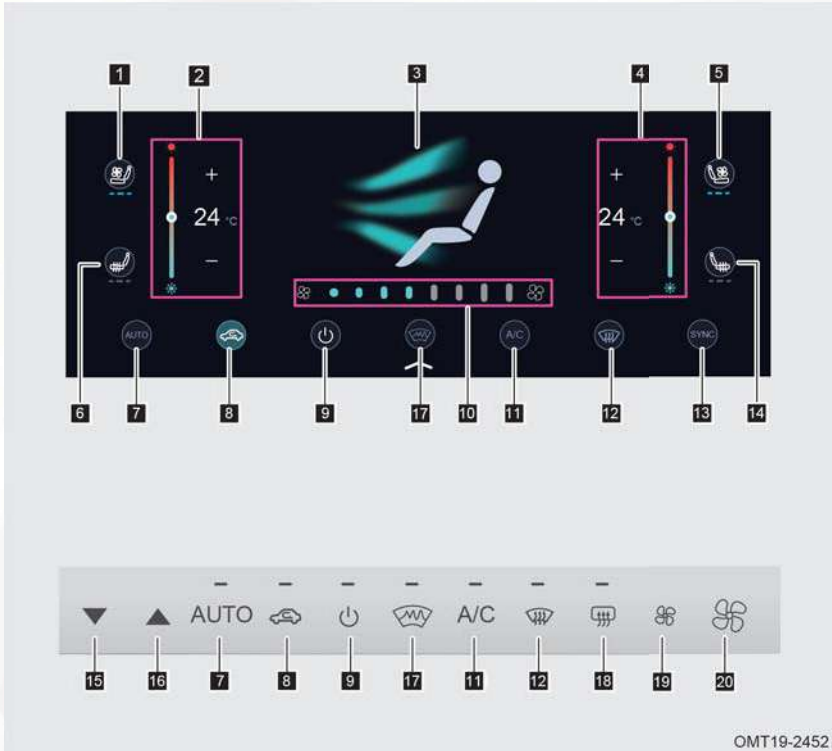 1 2 3 4 5
+ +
24 °C 24 °C
− −
AUTO A/C SYNC
6 7 8 9 17 10 11 12 13 14
AUTO A/C
15 16 7 8 9 17 11 12 18 19 20
OMT19-2452